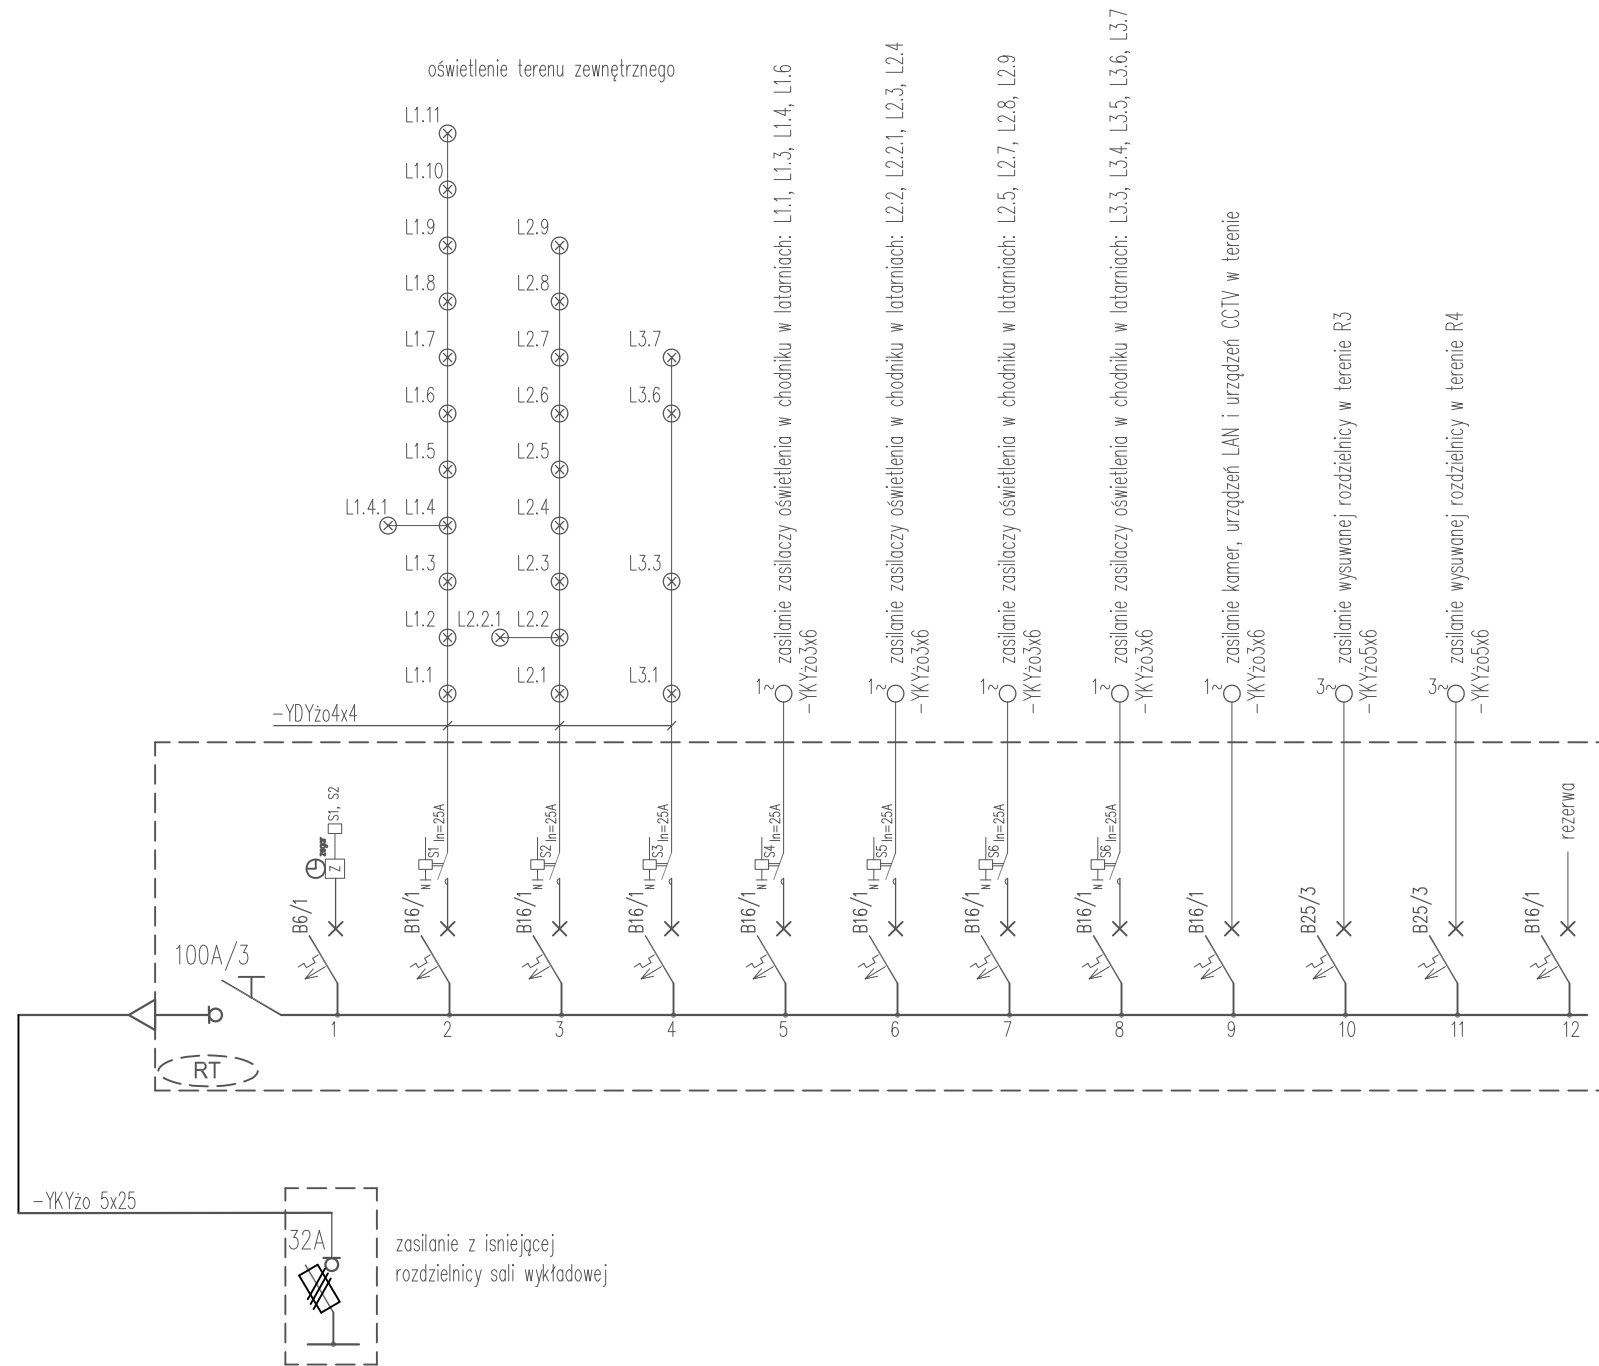 oświetlenie terenu zewnętrznego
L1.11
L1.10
L1.9
L1.8
L1.7
L1.6
L1.5
L1.4.1
L1.4
L1.3
L1.2
L1.1
L2.9
L2.8
L2.7
L2.6
L2.5
L2.4
L2.3
L2.2.1
L2.2
L2.1
L3.7
L3.6
L3.3
L3.1
zasilanie zasilaczy oświetlenia w chodniku w latarniach: L1.1, L1.3, L1.4, L1.6
1~
-YKYżo3x6
zasilanie zasilaczy oświetlenia w chodniku w latarniach: L2.2, L2.2.1, L2.3, L2.4
1~
-YKYżo3x6
zasilanie zasilaczy oświetlenia w chodniku w latarniach: L2.5, L2.7, L2.8, L2.9
1~
-YKYżo3x6
zasilanie zasilaczy oświetlenia w chodniku w latarniach: L3.3, L3.4, L3.5, L3.6, L3.7
1~
-YKYżo3x6
zasilanie kamer, urządzeń LAN i urządzeń CCTV w terenie
1~
-YKYżo3x6
zasilanie wysuwanej rozdzielnicy w terenie R3
3~
-YKYżo5x6
zasilanie wysuwanej rozdzielnicy w terenie R4
3~
-YKYżo5x6
-YDYżo4x4
S1, S2
zegar
Z
S1 In=25A
N
S2 In=25A
N
S3 In=25A
N
S4 In=25A
N
S5 In=25A
N
S6 In=25A
N
S6 In=25A
N
rezerwa
B6/1
B16/1
B16/1
B16/1
B16/1
B16/1
B16/1
B16/1
B16/1
B25/3
B25/3
B16/1
100A/3
1
2
3
4
5
6
7
8
9
10
11
12
RT
-YKYżo 5x25
32A
zasilanie z isniejącej
rozdzielnicy sali wykładowej